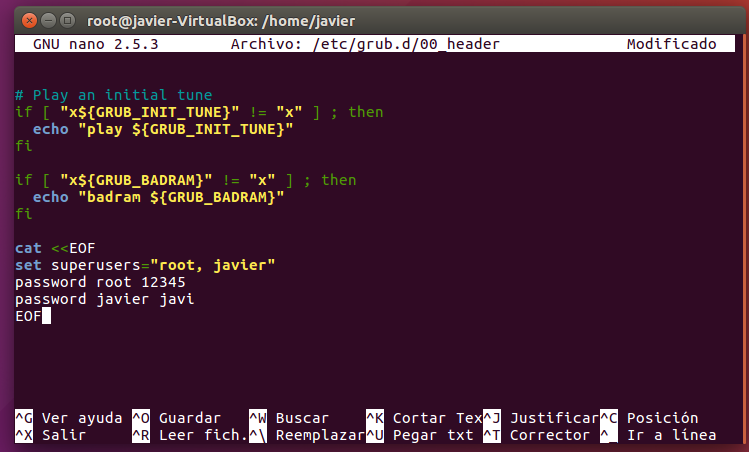 root@javier-VirtualBox: /home/javier
GNU nano 2.5.3 Archivo: /etc/grub.d/00_header Modificado
# Play an initial tune
if [ "x${GRUB_INIT_TUNE}" != "x" ] ; then
  echo "play ${GRUB_INIT_TUNE}"
fi
if [ "x${GRUB_BADRAM}" != "x" ] ; then
  echo "badram ${GRUB_BADRAM}"
fi
cat <<EOF
set superusers="root, javier"
password root 12345
password javier javi
EOF
^G Ver ayuda ^O Guardar ^W Buscar ^K Cortar Tex ^J Justificar ^C Posición
^X Salir ^R Leer fich. ^\ Reemplazar ^U Pegar txt ^T Corrector ^_ Ir a línea